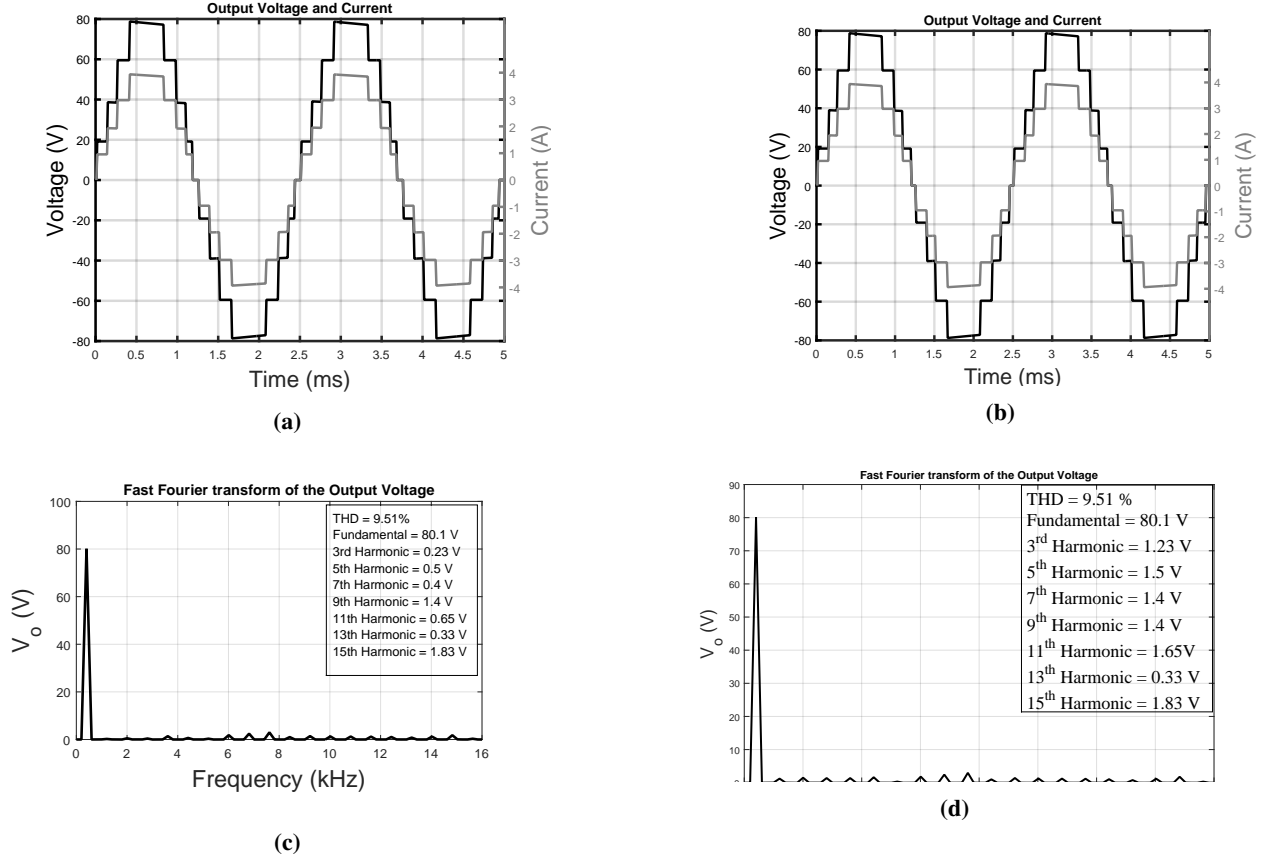 Output Voltage and Current
80
60
40
20
0
-20
-40
-60
-80
Voltage (V)
4
3
2
1
0
-1
-2
-3
-4
Current (A)
0 0.5 1 1.5 2 2.5 3 3.5 4 4.5 5
Time (ms)
(a)
Output Voltage and Current
80
60
40
20
0
-20
-40
-60
-80
Voltage (V)
4
3
2
1
0
-1
-2
-3
-4
Current (A)
0 0.5 1 1.5 2 2.5 3 3.5 4 4.5 5
Time (ms)
(b)
Fast Fourier transform of the Output Voltage
100
80
60
40
20
0
V_o (V)
THD = 9.51%
Fundamental = 80.1 V
3rd Harmonic = 0.23 V
5th Harmonic = 0.5 V
7th Harmonic = 0.4 V
9th Harmonic = 1.4 V
11th Harmonic = 0.65 V
13th Harmonic = 0.33 V
15th Harmonic = 1.83 V
0 2 4 6 8 10 12 14 16
Frequency (kHz)
(c)
Fast Fourier transform of the Output Voltage
90
80
70
60
50
40
30
20
10
0
V_o (V)
THD = 9.51 %
Fundamental = 80.1 V
3rd Harmonic = 1.23 V
5th Harmonic = 1.5 V
7th Harmonic = 1.4 V
9th Harmonic = 1.4 V
11th Harmonic = 1.65V
13th Harmonic = 0.33 V
15th Harmonic = 1.83 V
(d)